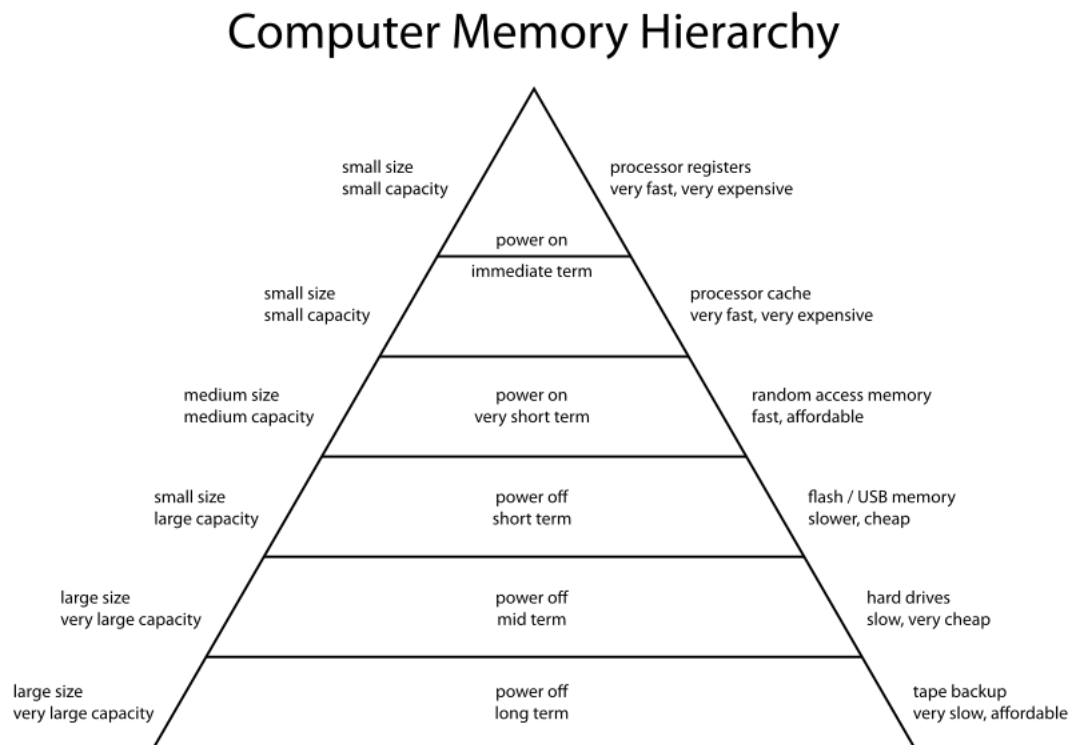 Computer Memory Hierarchy
small size
small capacity
processor registers
very fast, very expensive
power on
immediate term
small size
small capacity
processor cache
very fast, very expensive
medium size
medium capacity
power on
very short term
random access memory
fast, affordable
small size
large capacity
power off
short term
flash / USB memory
slower, cheap
large size
very large capacity
power off
mid term
hard drives
slow, very cheap
large size
very large capacity
power off
long term
tape backup
very slow, affordable